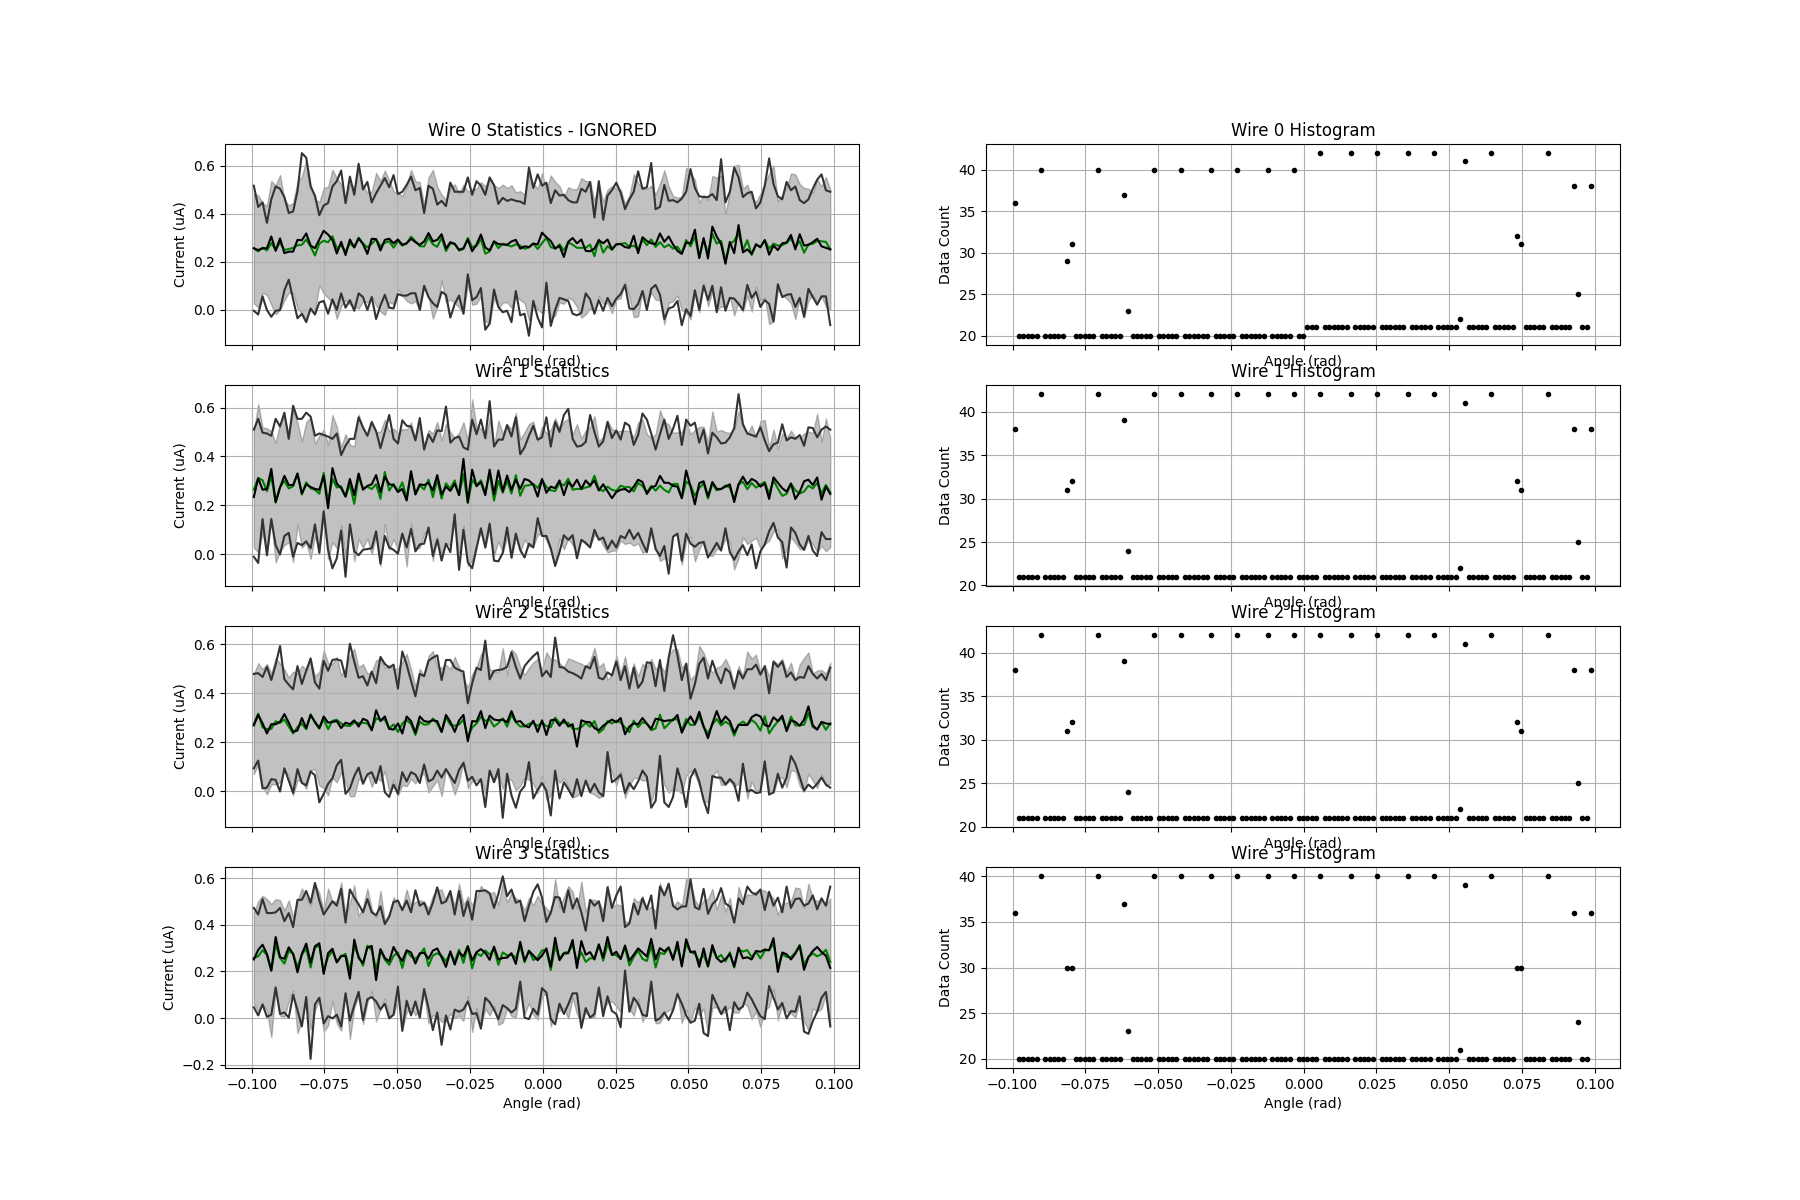 Wire 0 Statistics - IGNORED
Current (uA)
0.6
0.4
0.2
0.0
Angle (rad)
Wire 0 Histogram
Data Count
40
35
30
25
20
Angle (rad)
Wire 1 Statistics
Current (uA)
0.6
0.4
0.2
0.0
Angle (rad)
Wire 1 Histogram
Data Count
40
35
30
25
20
Angle (rad)
Wire 2 Statistics
Current (uA)
0.6
0.4
0.2
0.0
Angle (rad)
Wire 2 Histogram
Data Count
40
35
30
25
20
Angle (rad)
Wire 3 Statistics
Current (uA)
0.6
0.4
0.2
0.0
−0.2
−0.100 −0.075 −0.050 −0.025 0.000 0.025 0.050 0.075 0.100
Angle (rad)
Wire 3 Histogram
Data Count
40
35
30
25
20
−0.100 −0.075 −0.050 −0.025 0.000 0.025 0.050 0.075 0.100
Angle (rad)